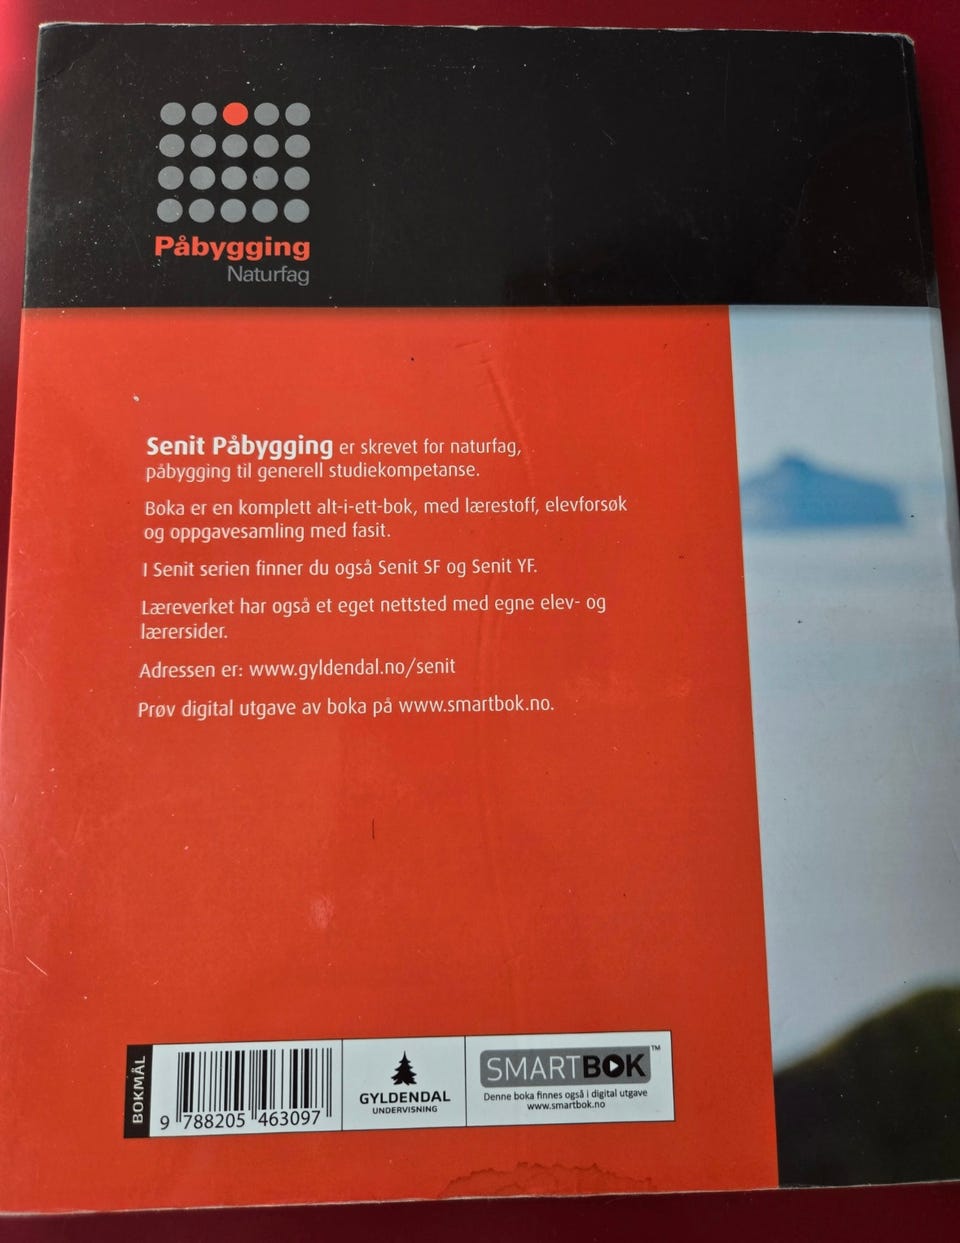 Påbygging
Naturfag
Senit Påbygging er skrevet for naturfag,
påbygging til generell studiekompetanse.
Boka er en komplett alt-i-ett-bok, med lærestoff, elevforsøk
og oppgavesamling med fasit.
I Senit serien finner du også Senit SF og Senit YF.
Læreverket har også et eget nettsted med egne elev- og
lærersider.
Adressen er: www.gyldendal.no/senit
Prøv digital utgave av boka på www.smartbok.no.
BOKMÅL
9 788205 463097
GYLDENDAL
UNDERVISNING
SMARTBOK™
Denne boka finnes også i digital utgave
www.smartbok.no